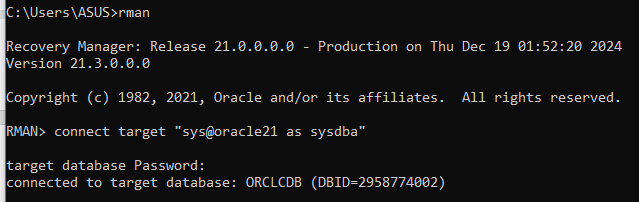 C:\Users\ASUS>rman
Recovery Manager: Release 21.0.0.0.0 - Production on Thu Dec 19 01:52:20 2024
Version 21.3.0.0.0
Copyright (c) 1982, 2021, Oracle and/or its affiliates.  All rights reserved.
RMAN> connect target "sys@oracle21 as sysdba"
target database Password:
connected to target database: ORCLCDB (DBID=2958774002)